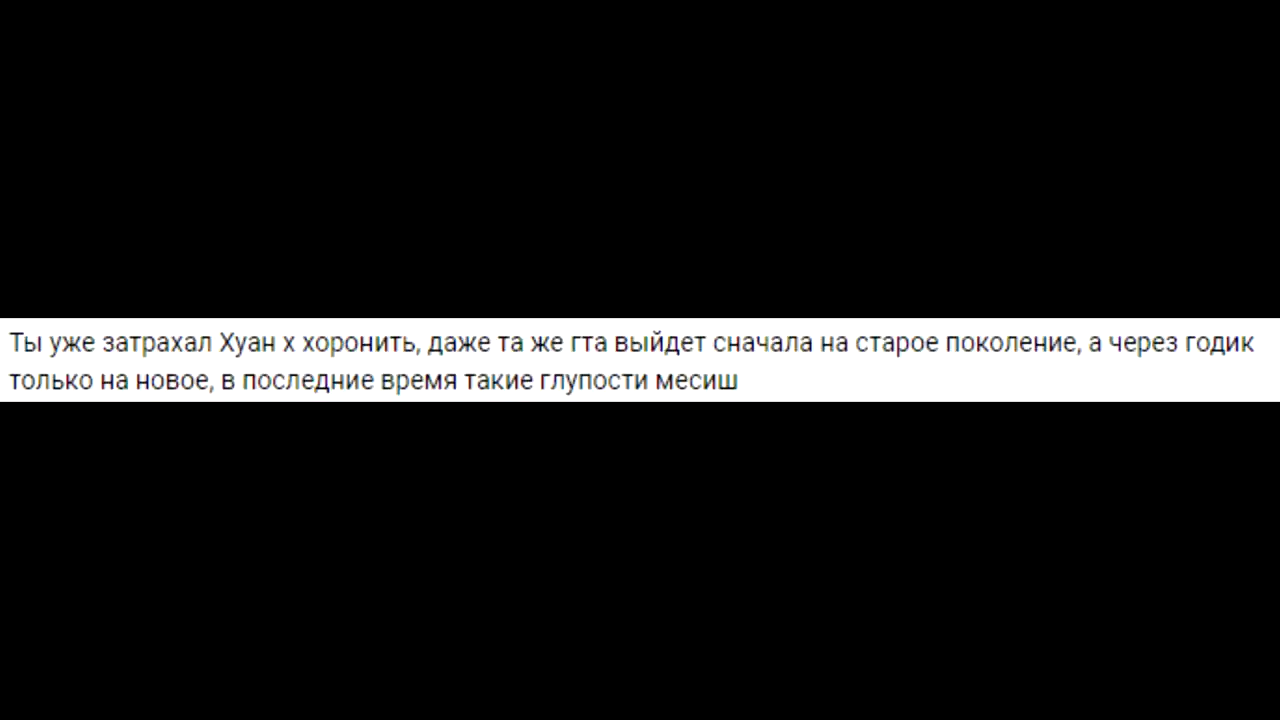 Ты уже затрахал Хуан х хоронить, даже та же гта выйдет сначала на старое поколение, а через годик
только на новое, в последние время такие глупости месиш